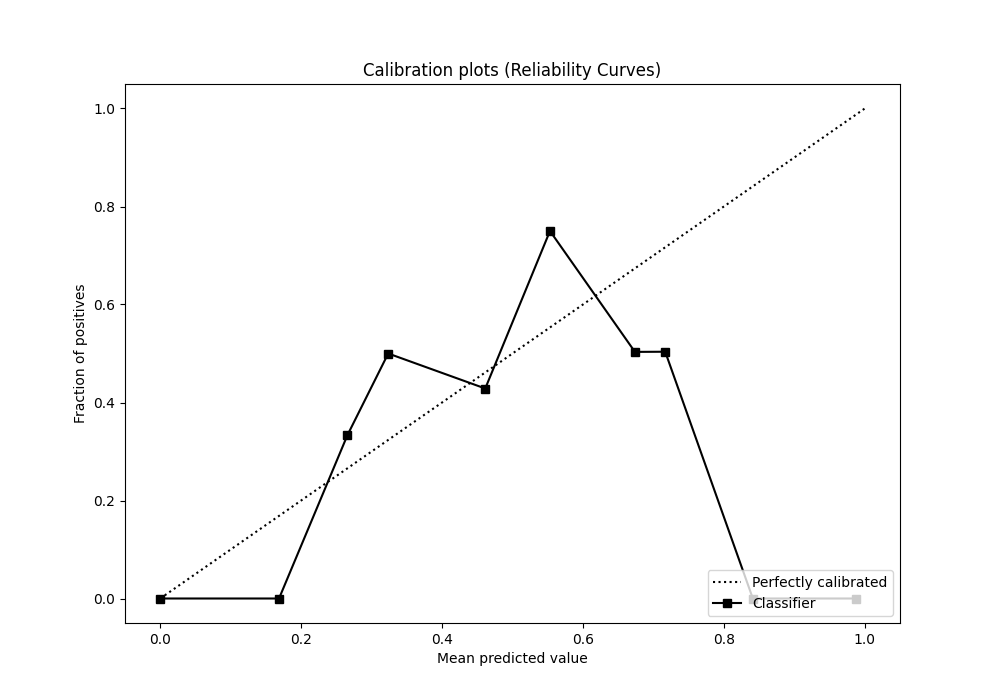 Calibration plots (Reliability Curves)
Fraction of positives
1.0
0.8
0.6
0.4
0.2
0.0
Perfectly calibrated
Classifier
0.0 0.2 0.4 0.6 0.8 1.0
Mean predicted value